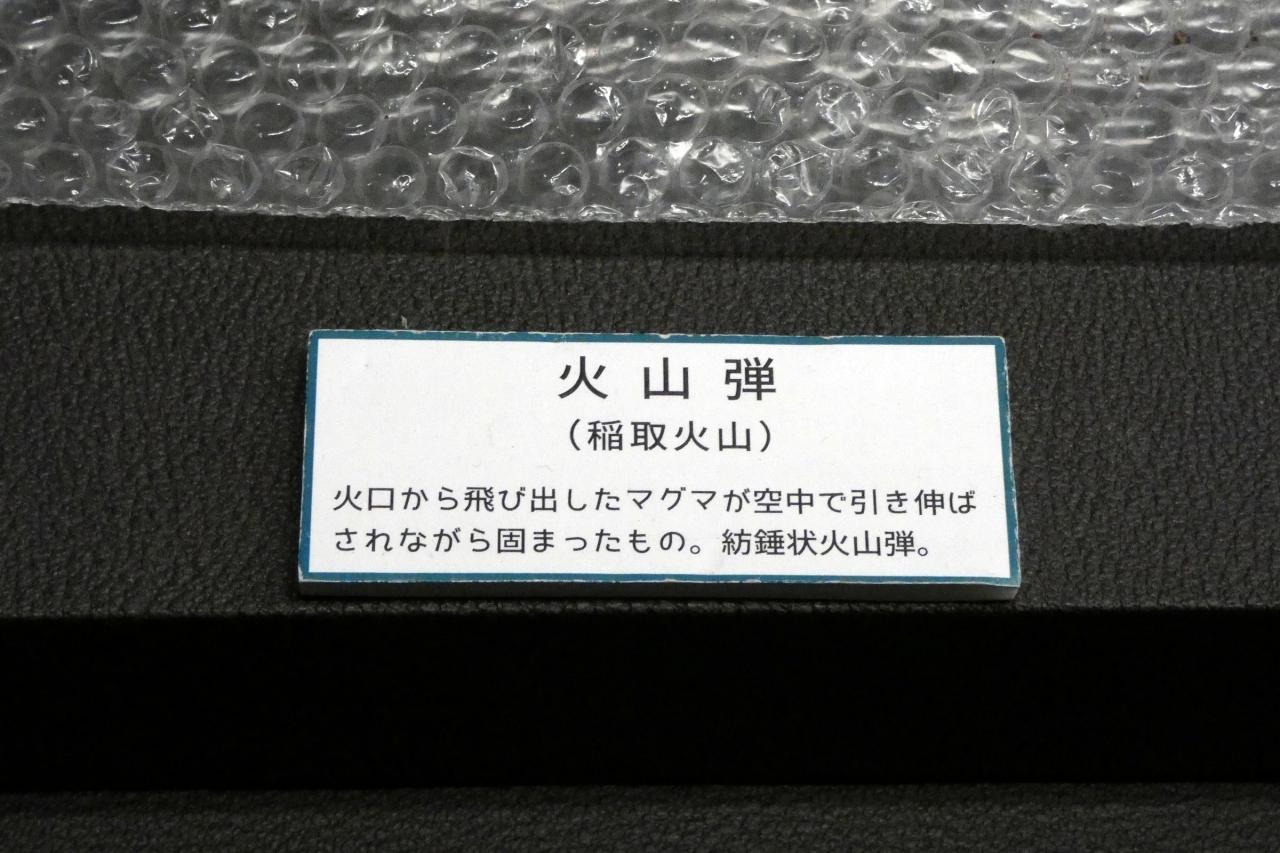 火山弾
（稲取火山）
火口から飛び出したマグマが空中で引き伸ば
されながら固まったもの。紡錘状火山弾。